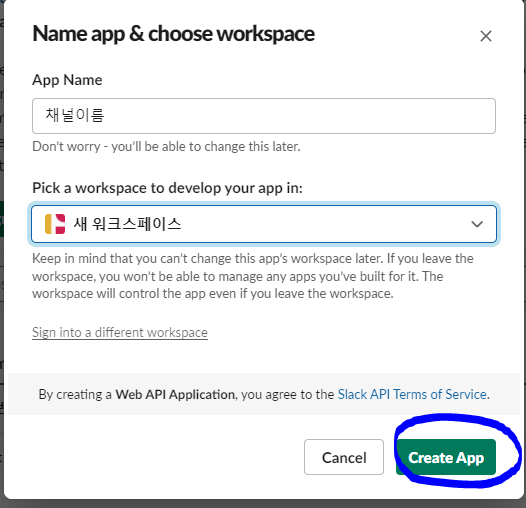 Name app & choose workspace
App Name
채널이름
Don't worry - you'll be able to change this later.
Pick a workspace to develop your app in:
새 워크스페이스
Keep in mind that you can't change this app's workspace later. If you leave the
workspace, you won't be able to manage any apps you've built for it. The
workspace will control the app even if you leave the workspace.
Sign into a different workspace
By creating a Web API Application, you agree to the Slack API Terms of Service.
Cancel
Create App